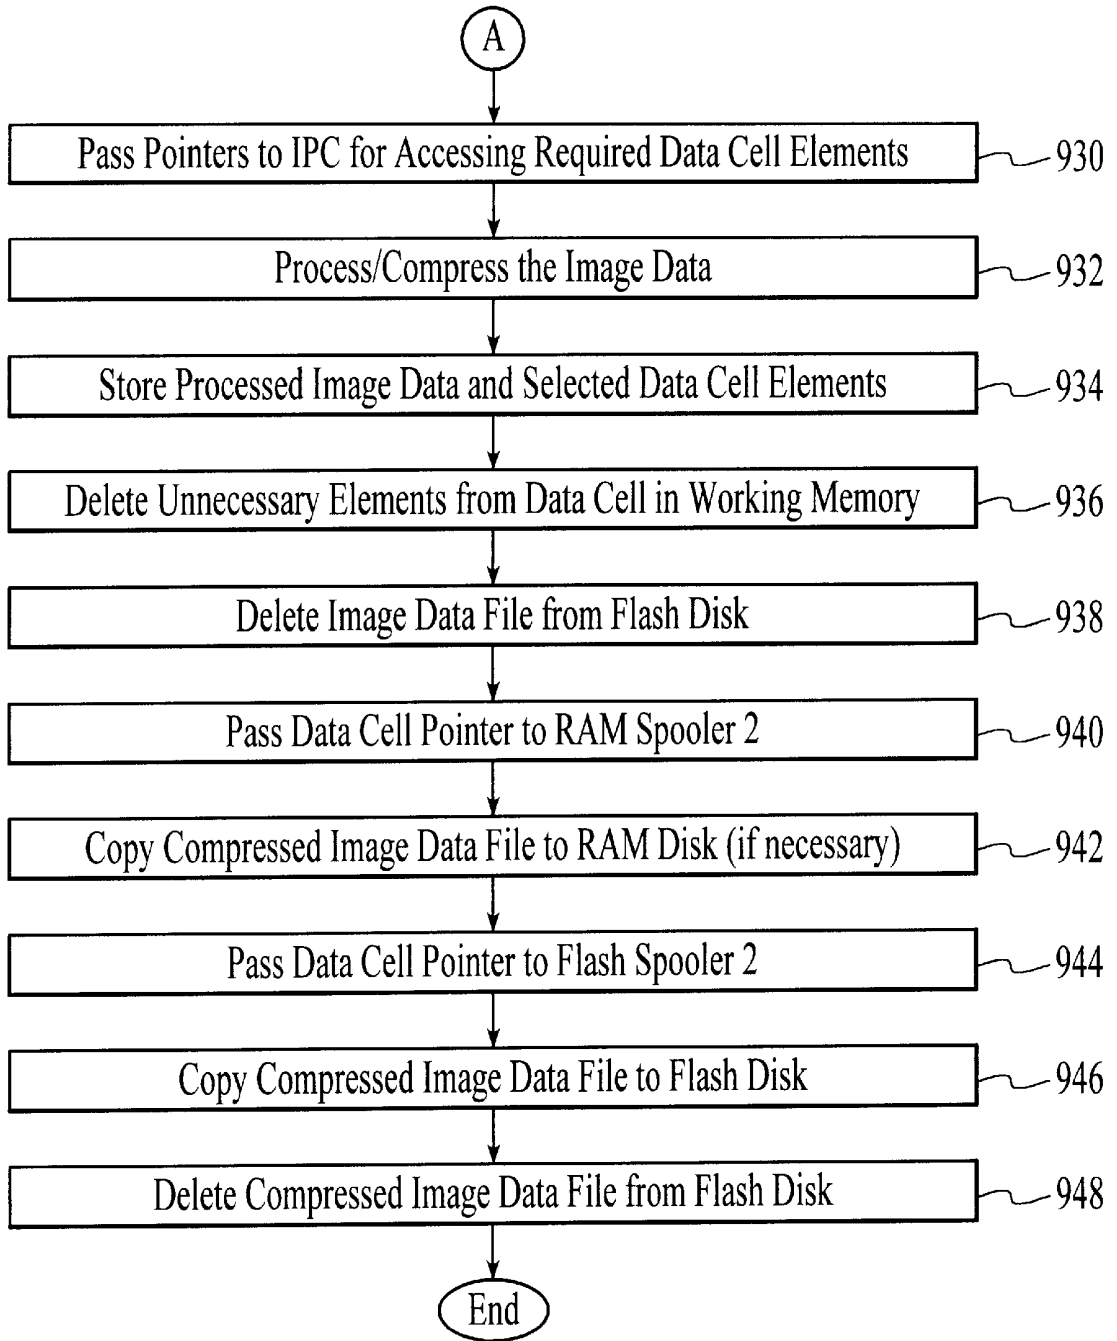 A
Pass Pointers to IPC for Accessing Required Data Cell Elements 930
Process/Compress the Image Data 932
Store Processed Image Data and Selected Data Cell Elements 934
Delete Unnecessary Elements from Data Cell in Working Memory 936
Delete Image Data File from Flash Disk 938
Pass Data Cell Pointer to RAM Spooler 2 940
Copy Compressed Image Data File to RAM Disk (if necessary) 942
Pass Data Cell Pointer to Flash Spooler 2 944
Copy Compressed Image Data File to Flash Disk 946
Delete Compressed Image Data File from Flash Disk 948
End